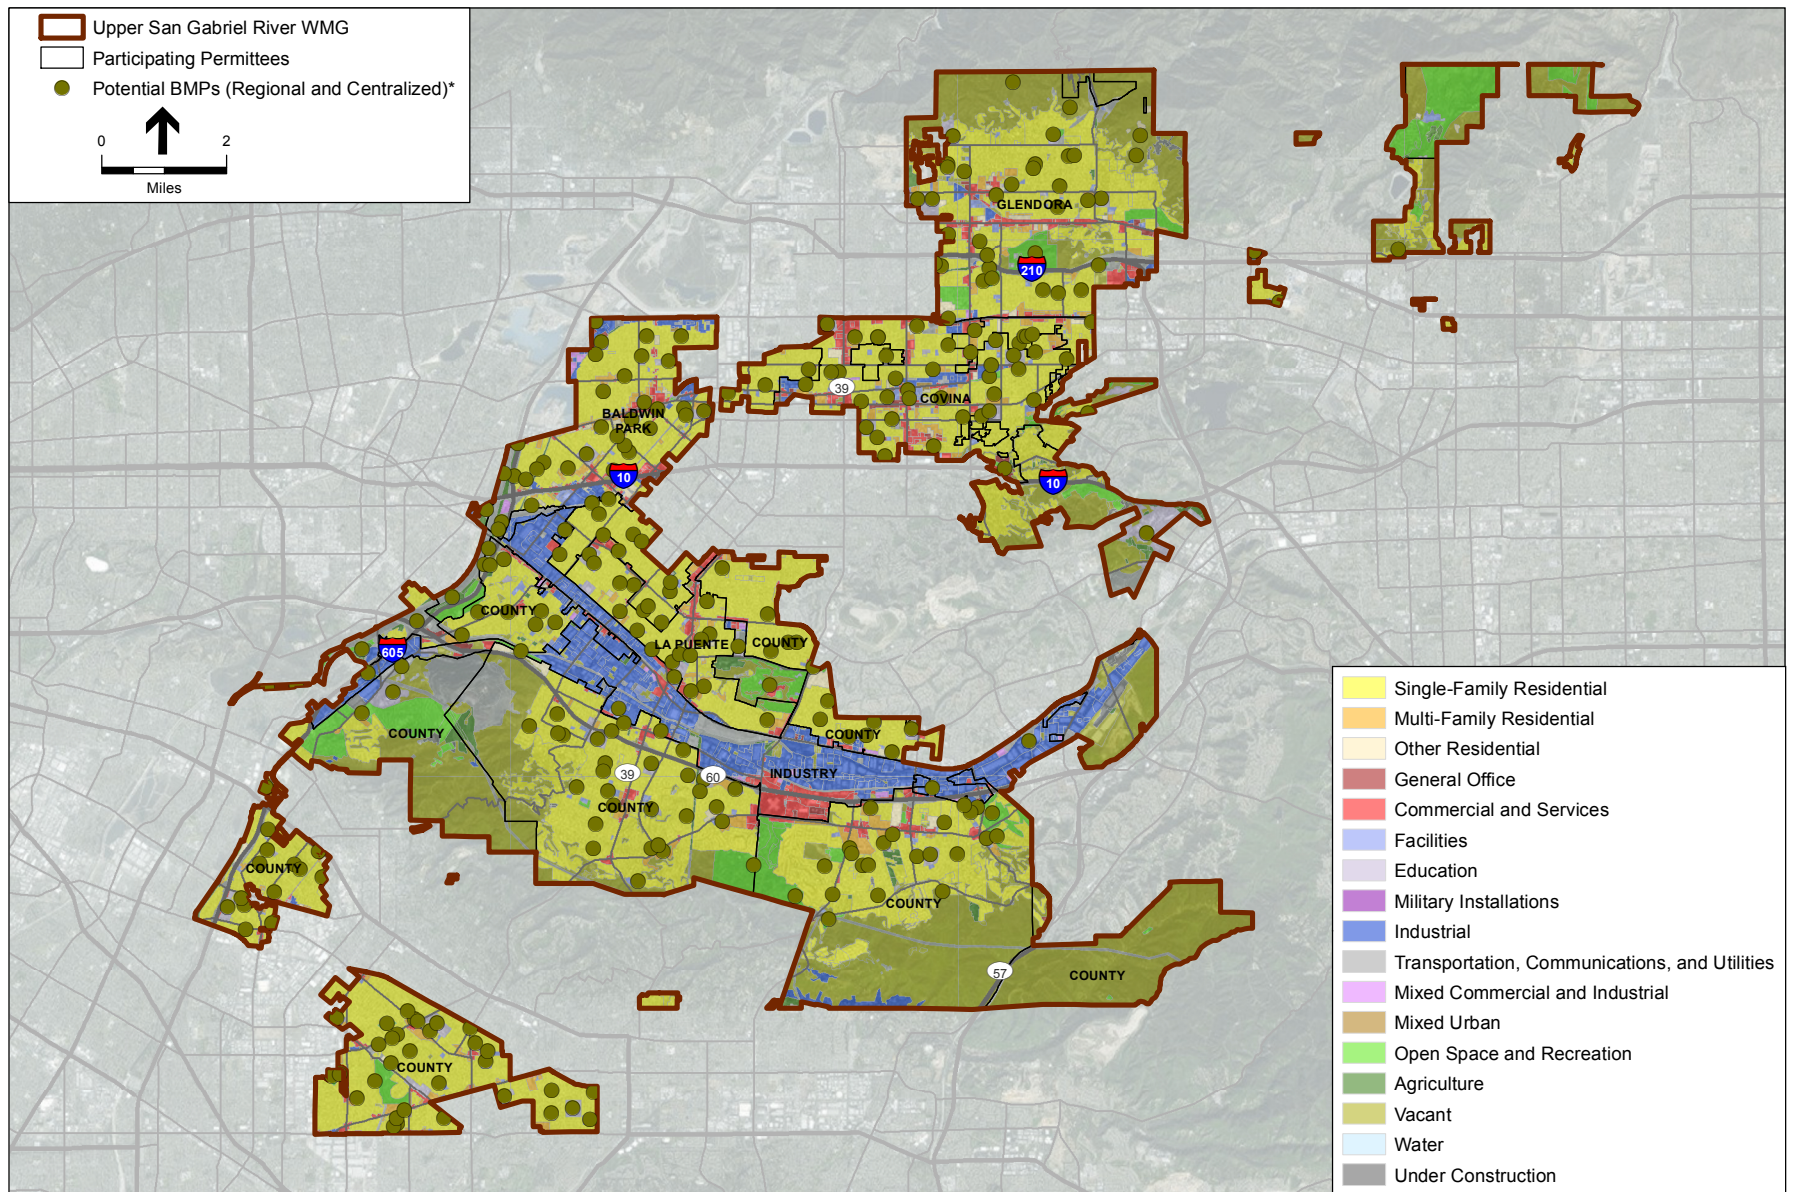 Upper San Gabriel River WMG
Participating Permittees
Potential BMPs (Regional and Centralized)*
0 2
Miles
GLENDORA
210
39
COVINA
BALDWIN
PARK
10
10
COUNTY
LA PUENTE
COUNTY
605
COUNTY
COUNTY
INDUSTRY
39
60
COUNTY
COUNTY
COUNTY
57
COUNTY
COUNTY
Single-Family Residential
Multi-Family Residential
Other Residential
General Office
Commercial and Services
Facilities
Education
Military Installations
Industrial
Transportation, Communications, and Utilities
Mixed Commercial and Industrial
Mixed Urban
Open Space and Recreation
Agriculture
Vacant
Water
Under Construction